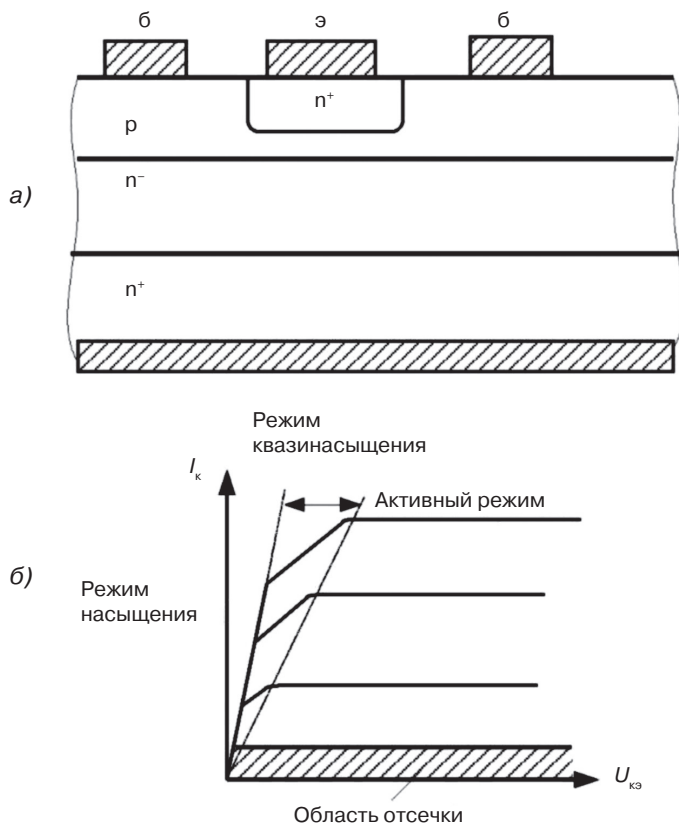 б э б
n⁺
p
n⁻
а)
n⁺
Режим
квазинасыщения
Iк
Активный режим
б)
Режим
насыщения
Uкэ
Область отсечки